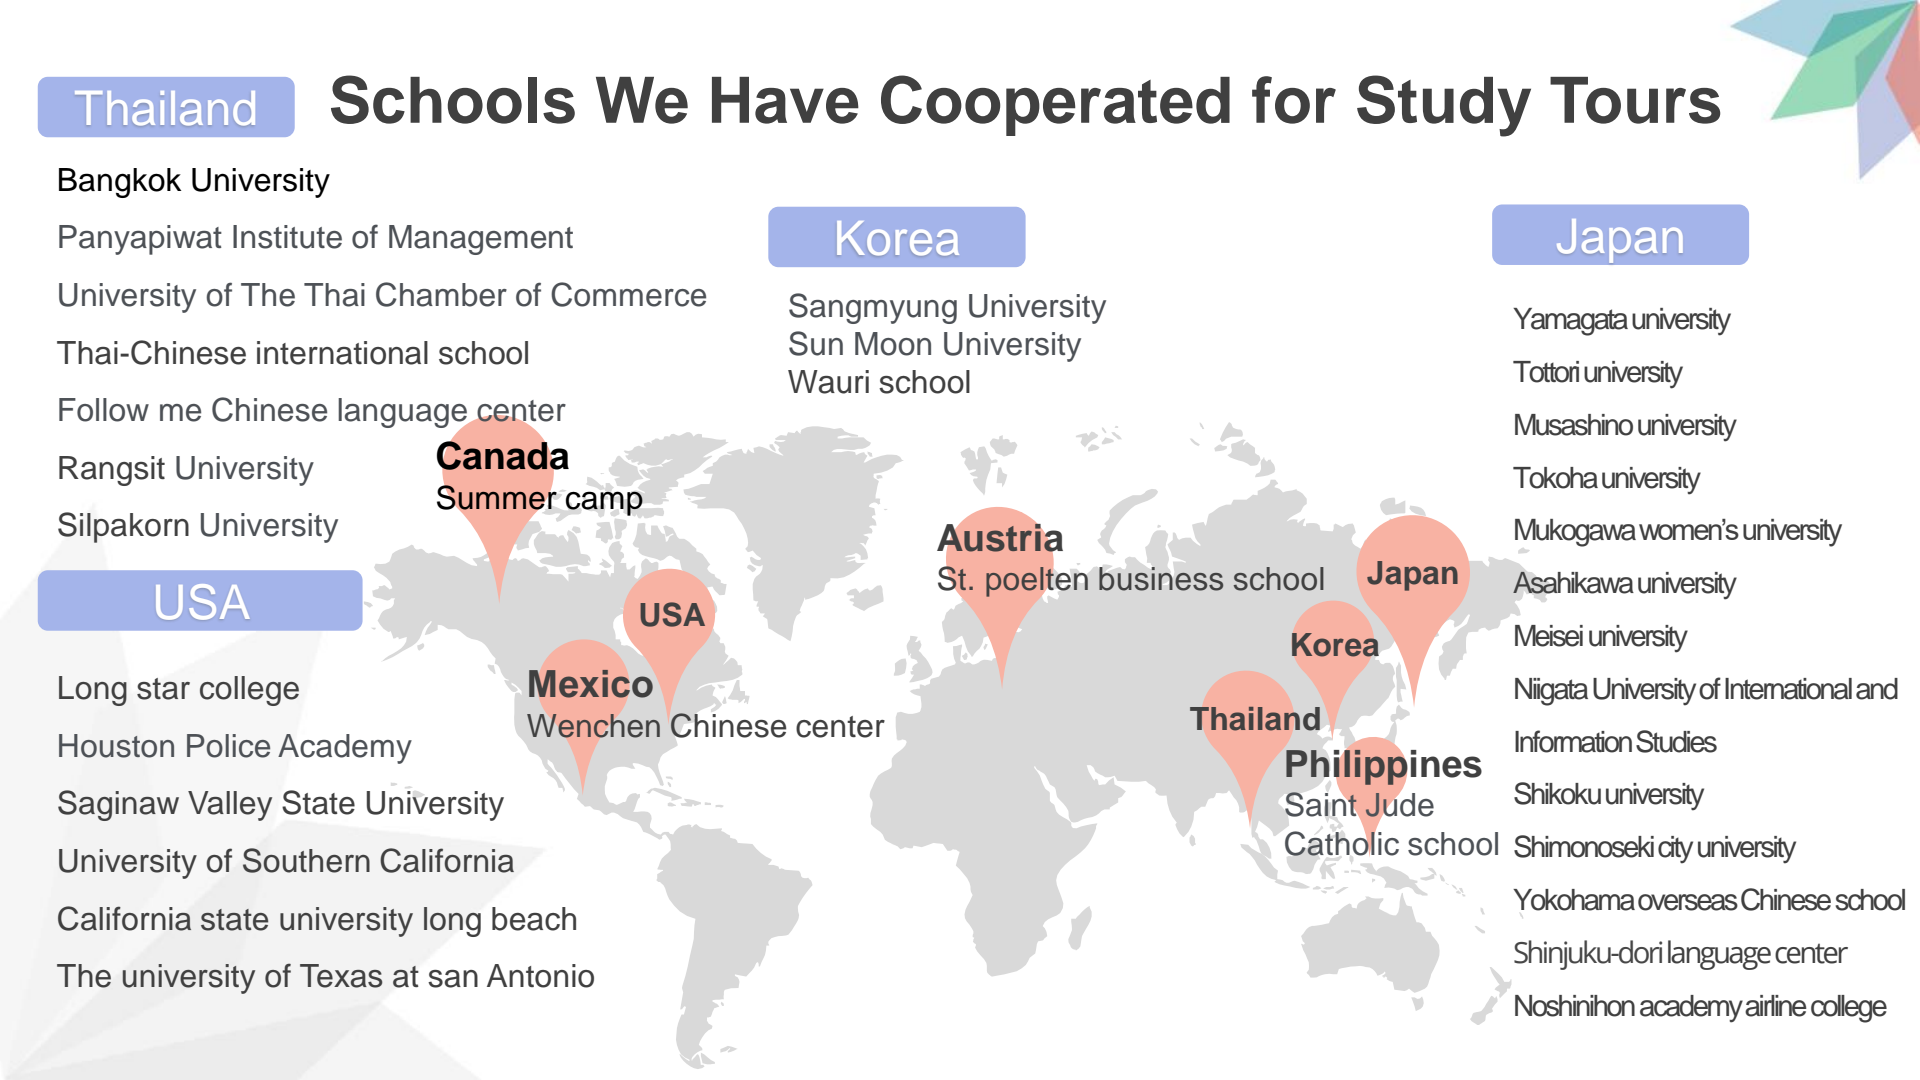 Schools We Have Cooperated for Study Tours
Thailand
Bangkok University
Panyapiwat Institute of Management
University of The Thai Chamber of Commerce
Thai-Chinese international school
Follow me Chinese language center
Rangsit University
Silpakorn University
USA
Long star college
Houston Police Academy
Saginaw Valley State University
University of Southern California
California state university long beach
The university of Texas at san Antonio
Korea
Sangmyung University
Sun Moon University
Wauri school
Canada
Summer camp
USA
Mexico
Wenchen Chinese center
Austria
St. poelten business school
Japan
Korea
Thailand
Philippines
Saint Jude
Catholic school
Japan
Yamagata university
Tottori university
Musashino university
Tokoha university
Mukogawa women’s university
Asahikawa university
Meisei university
Niigata University of International and
Information Studies
Shikoku university
Shimonoseki city university
Yokohama overseas Chinese school
Shinjuku-dori language center
Noshinihon academy airline college